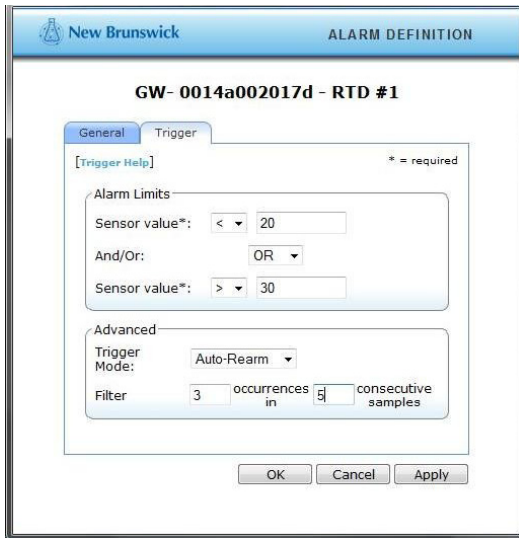 New Brunswick ALARM DEFINITION
GW- 0014a002017d - RTD #1
General Trigger
[Trigger Help] * = required
Alarm Limits
Sensor value*: < 20
And/Or: OR
Sensor value*: > 30
Advanced
Trigger Mode: Auto-Rearm
Filter 3 occurrences in 5 consecutive samples
OK Cancel Apply